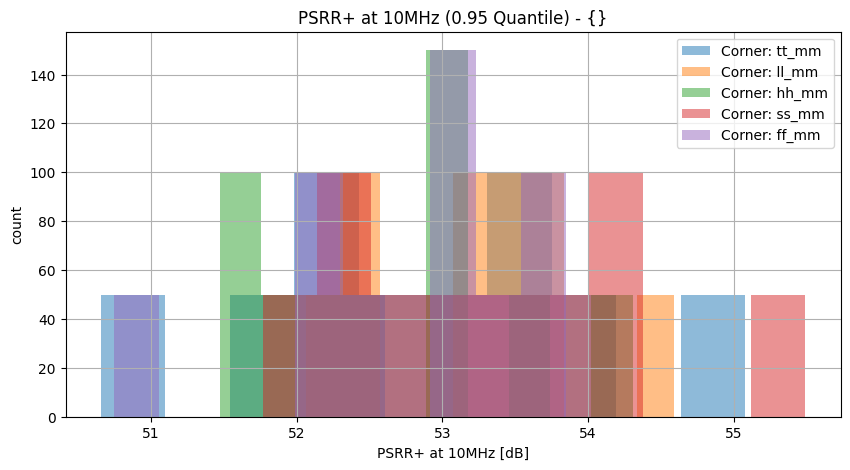 PSRR+ at 10MHz (0.95 Quantile) - {}
Corner: tt_mm
Corner: ll_mm
Corner: hh_mm
Corner: ss_mm
Corner: ff_mm
count
140
120
100
80
60
40
20
0
51 52 53 54 55
PSRR+ at 10MHz [dB]